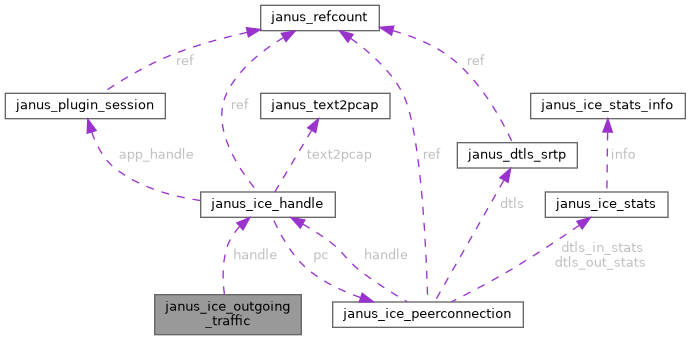 janus_refcount
ref
ref
janus_plugin_session
janus_text2pcap
janus_ice_stats_info
ref
app_handle
text2pcap
ref
janus_dtls_srtp
info
janus_ice_handle
dtls
janus_ice_stats
handle
pc
handle
dtls_in_stats
dtls_out_stats
janus_ice_outgoing
_traffic
janus_ice_peerconnection